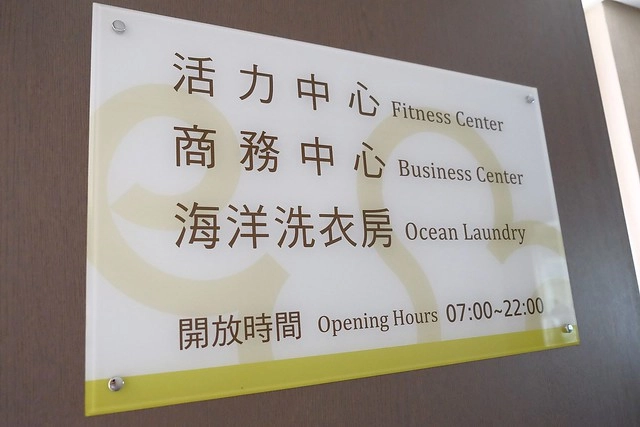 活力中心 Fitness Center
商務中心 Business Center
海洋洗衣房 Ocean Laundry
開放時間 Opening Hours 07:00~22:00